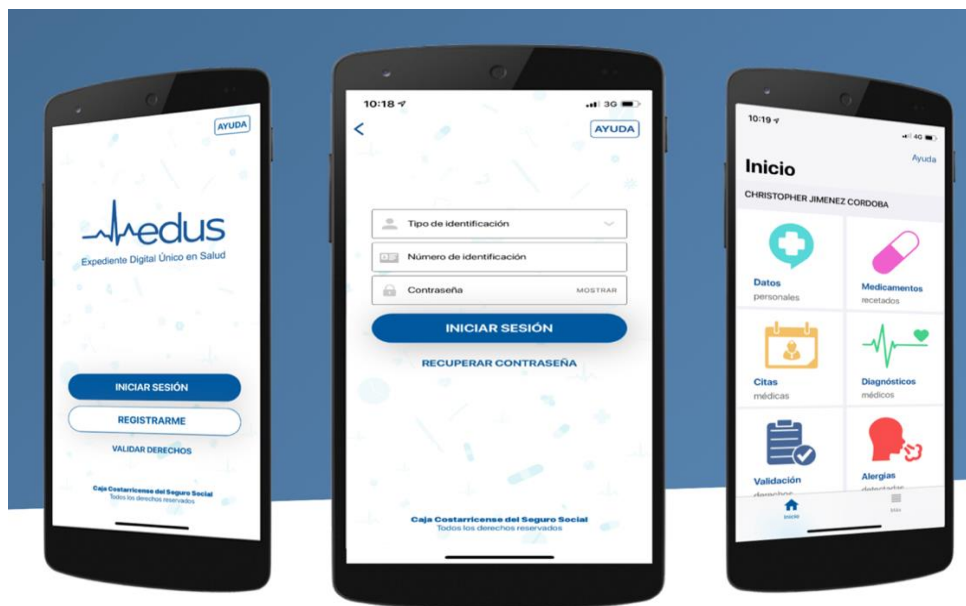 AYUDA
edus
Expediente Digital Único en Salud
INICIAR SESIÓN
REGISTRARME
VALIDAR DERECHOS
Caja Costarricense del Seguro Social
Todos los derechos reservados
10:18
3G
AYUDA
Tipo de identificación
Número de identificación
Contraseña
MOSTRAR
INICIAR SESIÓN
RECUPERAR CONTRASEÑA
Caja Costarricense del Seguro Social
Todos los derechos reservados
10:19
4G
Ayuda
Inicio
CHRISTOPHER JIMENEZ CORDOBA
Datos
personales
Medicamentos
recetados
Citas
médicas
Diagnósticos
médicos
Validación
derechos
Alergias
detectadas
Inicio